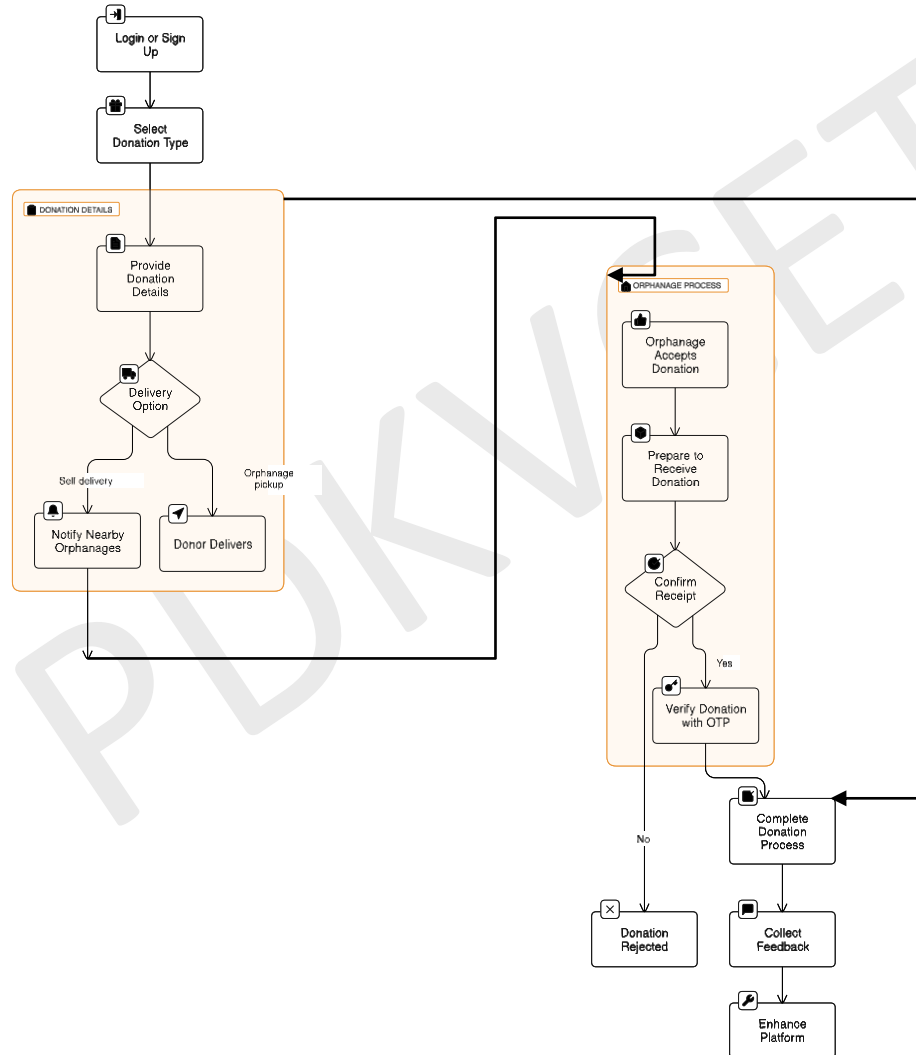 Login or Sign
Up
Select
Donation Type
DONATION DETAILS
Provide
Donation
Details
Delivery
Option
Self delivery
Orphanage
pickup
Notify Nearby
Orphanages
Donor Delivers
ORPHANAGE PROCESS
Orphanage
Accepts
Donation
Prepare to
Receive
Donation
Confirm
Receipt
Yes
Verify Donation
with OTP
No
Complete
Donation
Process
Donation
Rejected
Collect
Feedback
Enhance
Platform
PDKVCET